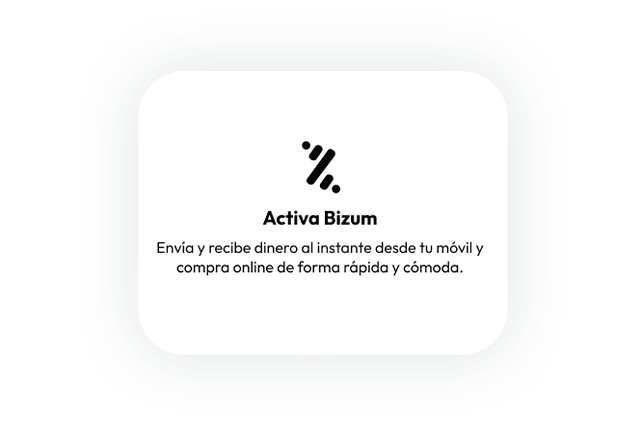 Activa Bizum
Envía y recibe dinero al instante desde tu móvil y
compra online de forma rápida y cómoda.